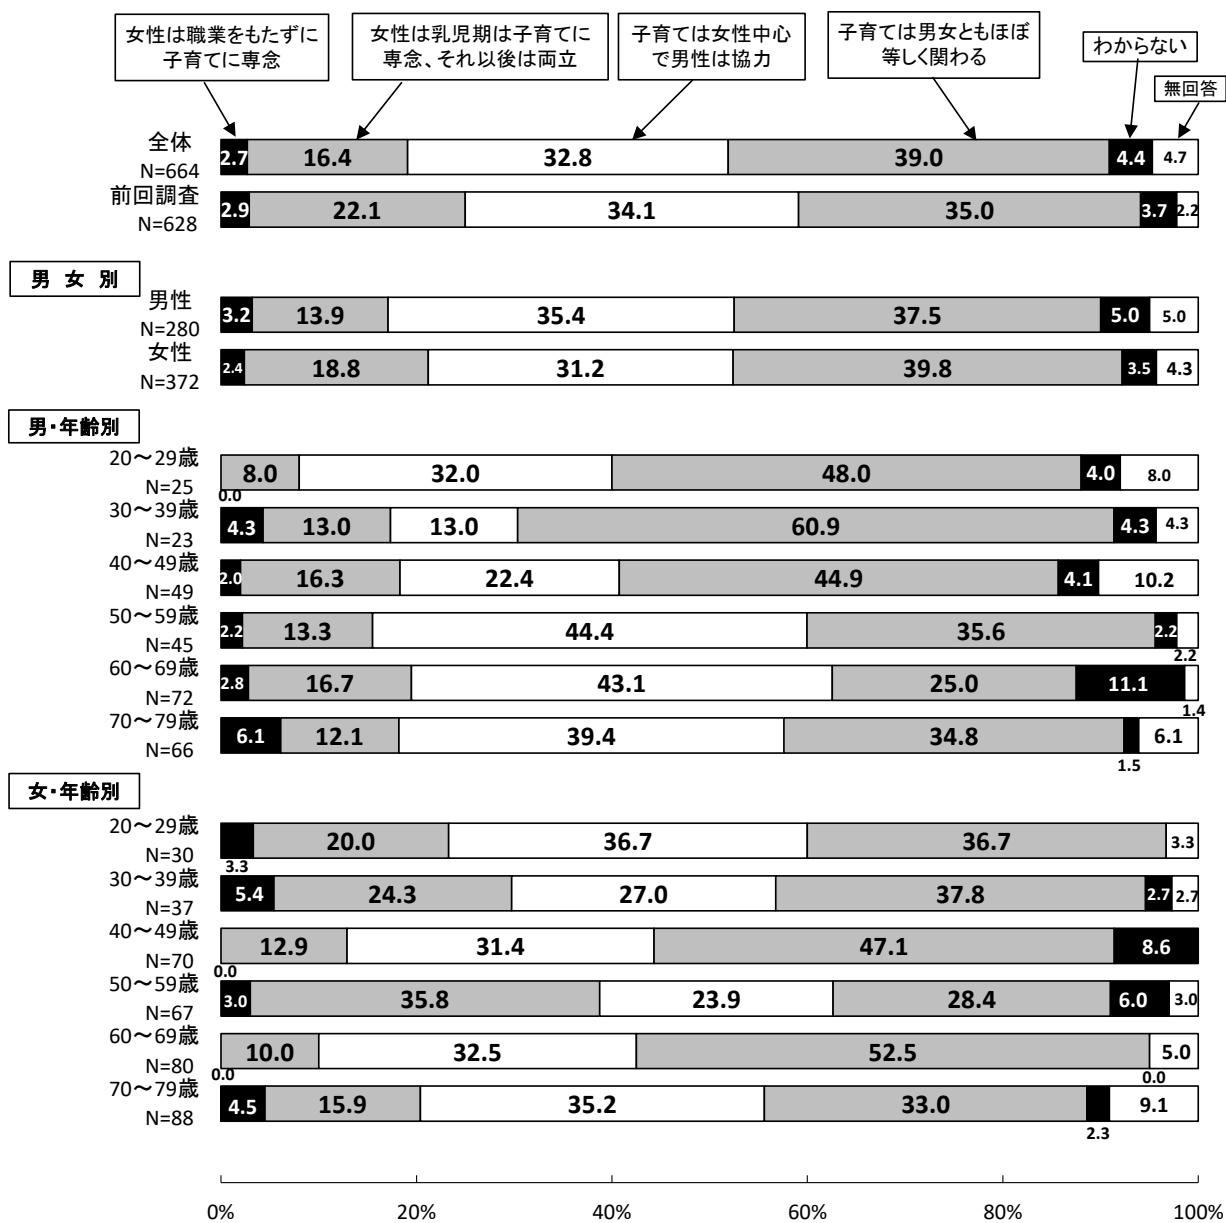 女性は職業をもたずに
子育てに専念
女性は乳児期は子育てに
専念、それ以後は両立
子育ては女性中心
で男性は協力
子育ては男女ともほぼ
等しく関わる
わからない
無回答
全体
N=664
2.7 16.4 32.8 39.0 4.4 4.7
前回調査
N=628
2.9 22.1 34.1 35.0 3.7 2.2
男 女 別
男性
N=280
3.2 13.9 35.4 37.5 5.0 5.0
女性
N=372
2.4 18.8 31.2 39.8 3.5 4.3
男・年齢別
20～29歳
N=25
0.0 8.0 32.0 48.0 4.0 8.0
30～39歳
N=23
4.3 13.0 13.0 60.9 4.3 4.3
40～49歳
N=49
2.0 16.3 22.4 44.9 4.1 10.2
50～59歳
N=45
2.2 13.3 44.4 35.6 2.2 2.2
60～69歳
N=72
2.8 16.7 43.1 25.0 11.1 1.4
70～79歳
N=66
6.1 12.1 39.4 34.8 1.5 6.1
女・年齢別
20～29歳
N=30
3.3 20.0 36.7 36.7 3.3
30～39歳
N=37
5.4 24.3 27.0 37.8 2.7 2.7
40～49歳
N=70
0.0 12.9 31.4 47.1 8.6
50～59歳
N=67
3.0 35.8 23.9 28.4 6.0 3.0
60～69歳
N=80
0.0 10.0 32.5 52.5 0.0 5.0
70～79歳
N=88
4.5 15.9 35.2 33.0 2.3 9.1
0% 20% 40% 60% 80% 100%